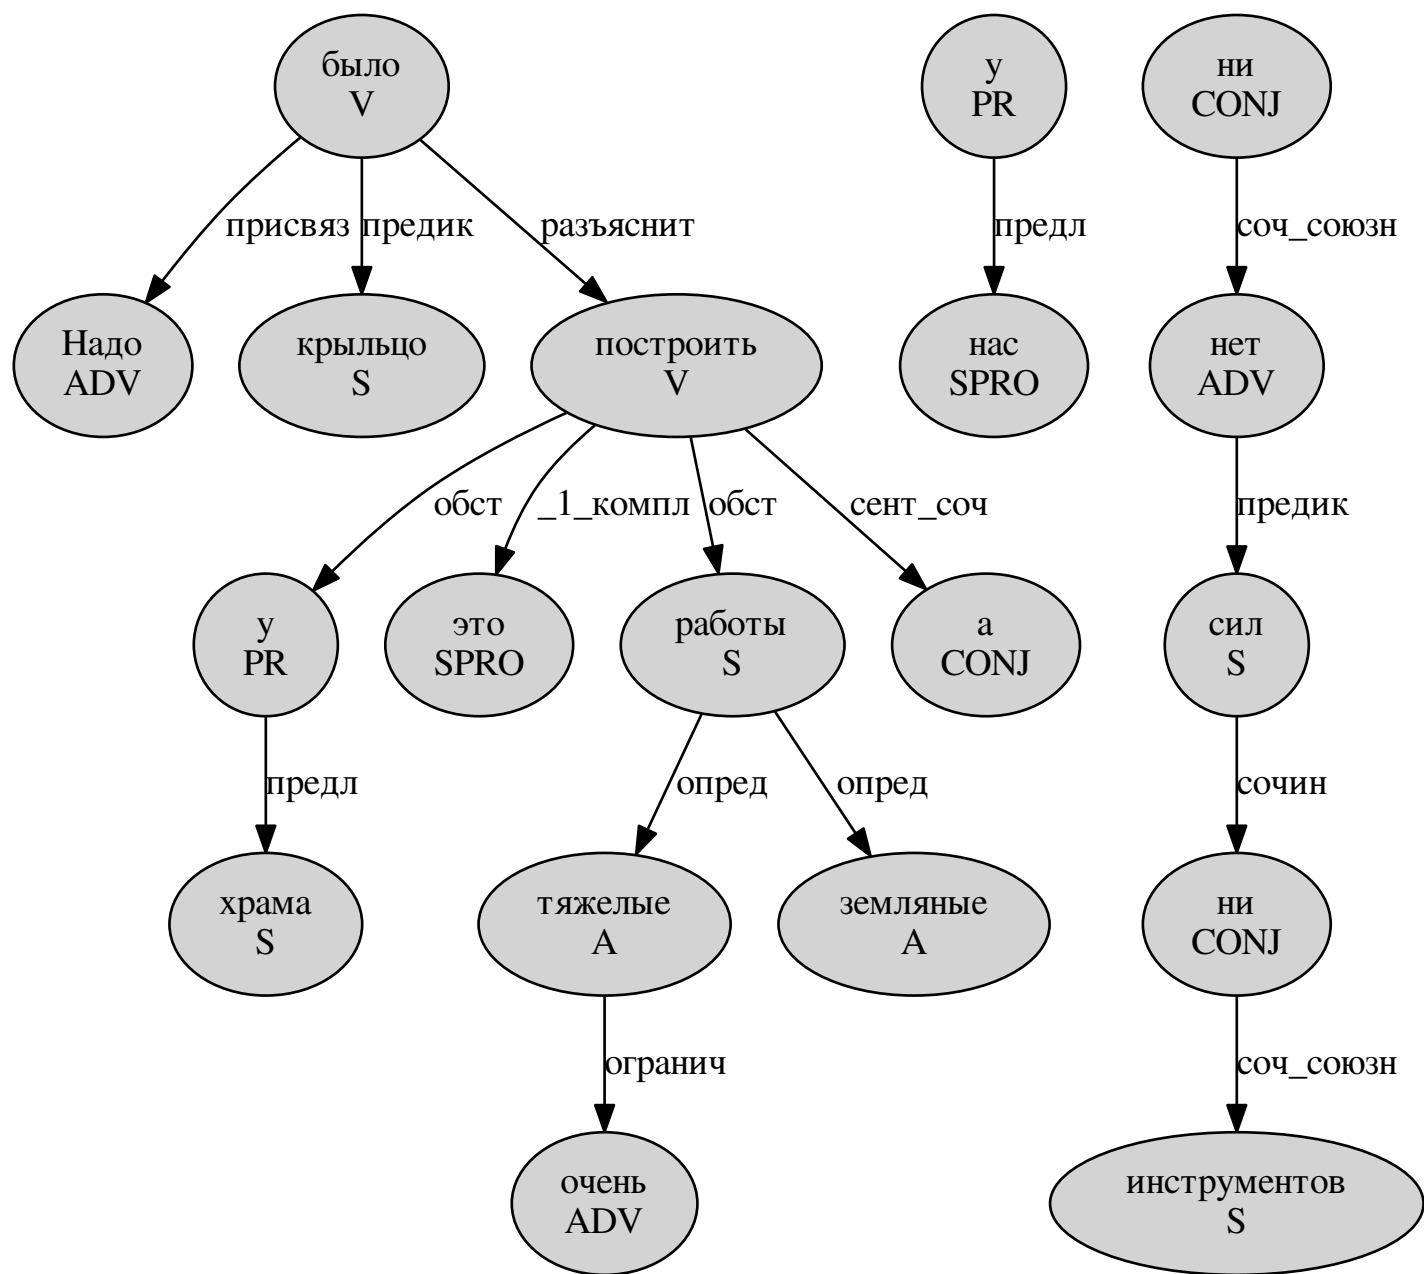 было
V
у
PR
ни
CONJ
присвяз
предик
разъяснит
предл
соч_союзн
Надо
ADV
крыльцо
S
построить
V
нас
SPRO
нет
ADV
обст
_1_компл
обст
сент_соч
предик
у
PR
это
SPRO
работы
S
а
CONJ
сил
S
предл
опред
опред
сочин
храма
S
тяжелые
A
земляные
A
ни
CONJ
огранич
соч_союзн
очень
ADV
инструментов
S